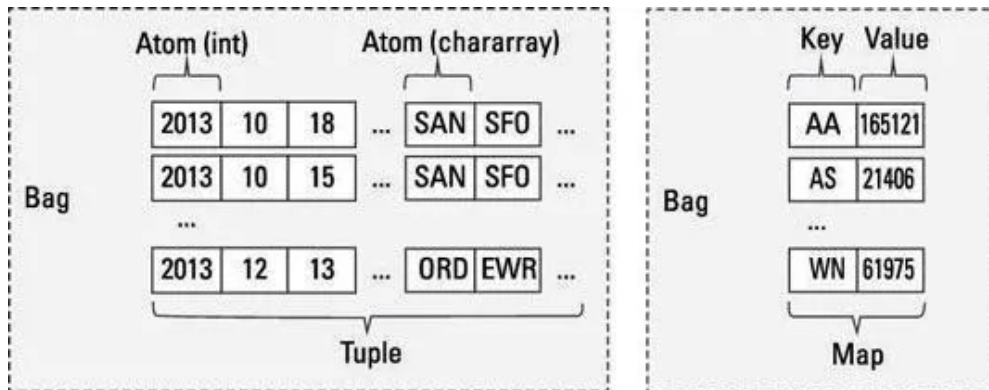 Atom (int) Atom (chararray)
2013 10 18 ... SAN SFO ...
2013 10 15 ... SAN SFO ...
Bag
...
2013 12 13 ... ORD EWR ...
Tuple
Key Value
AA 165121
AS 21406
Bag
...
WN 61975
Map